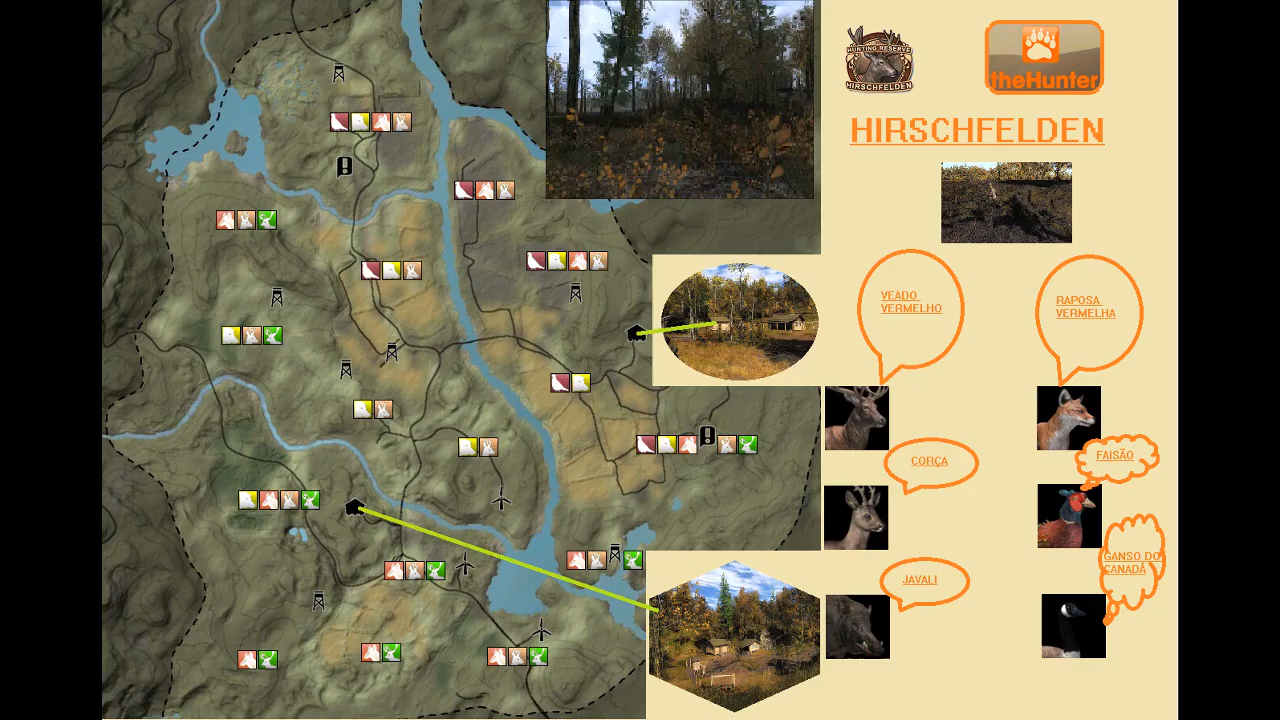 HUNTING RESERVE
HIRSCHFELDEN
theHunter
HIRSCHFELDEN
VEADO
VERMELHO
RAPOSA
VERMELHA
CORÇA
FAISÃO
GANSO DO
CANADÁ
JAVALI